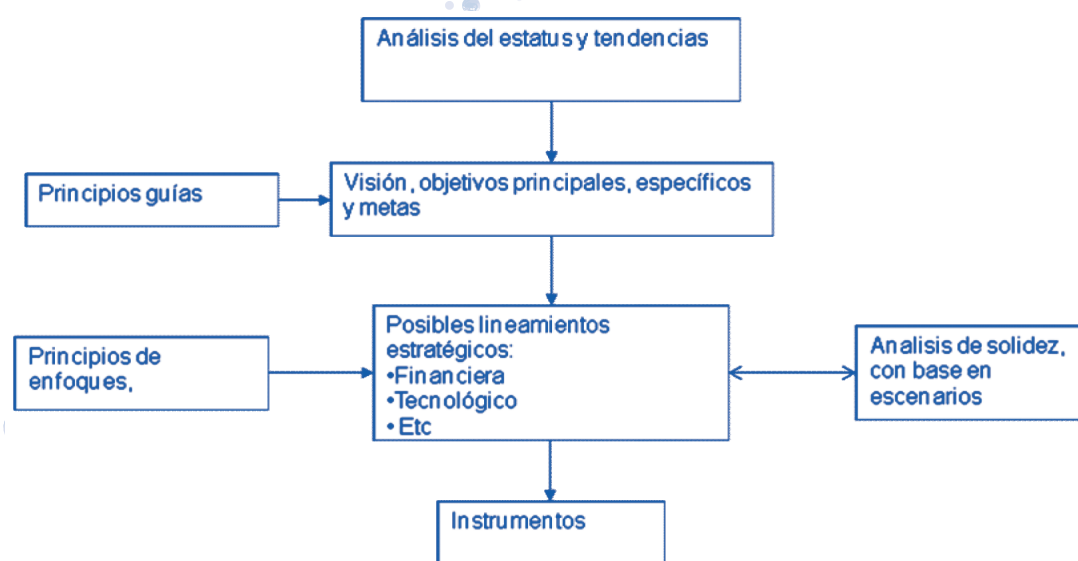 Análisis del estatus y tendencias
Principios guías
Visión, objetivos principales, específicos
y metas
Principios de
enfoques,
Posibles lineamientos
estratégicos:
•Financiera
•Tecnológico
• Etc
Analisis de solidez,
con base en
escenarios
Instrumentos